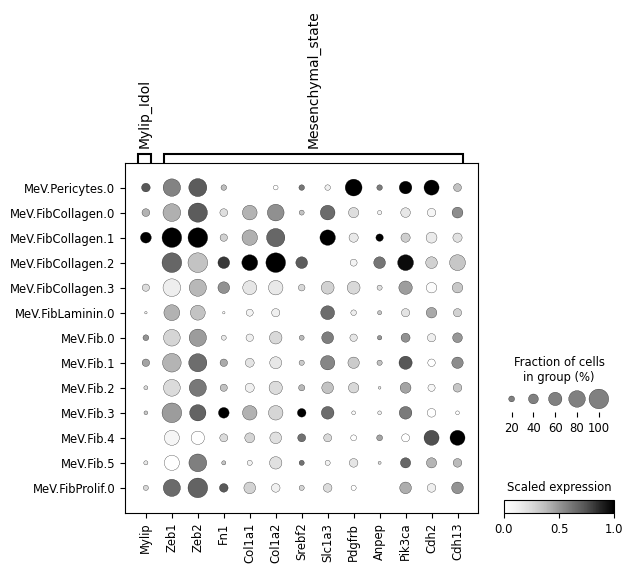 Mylip_Idol
Mesenchymal_state
MeV.Pericytes.0
MeV.FibCollagen.0
MeV.FibCollagen.1
MeV.FibCollagen.2
MeV.FibCollagen.3
MeV.FibLaminin.0
MeV.Fib.0
MeV.Fib.1
MeV.Fib.2
MeV.Fib.3
MeV.Fib.4
MeV.Fib.5
MeV.FibProlif.0
Mylip
Zeb1
Zeb2
Fn1
Col1a1
Col1a2
Srebf2
Slc1a3
Pdgfrb
Anpep
Pik3ca
Cdh2
Cdh13
Fraction of cells
in group (%)
20 40 60 80 100
Scaled expression
0.0 0.5 1.0